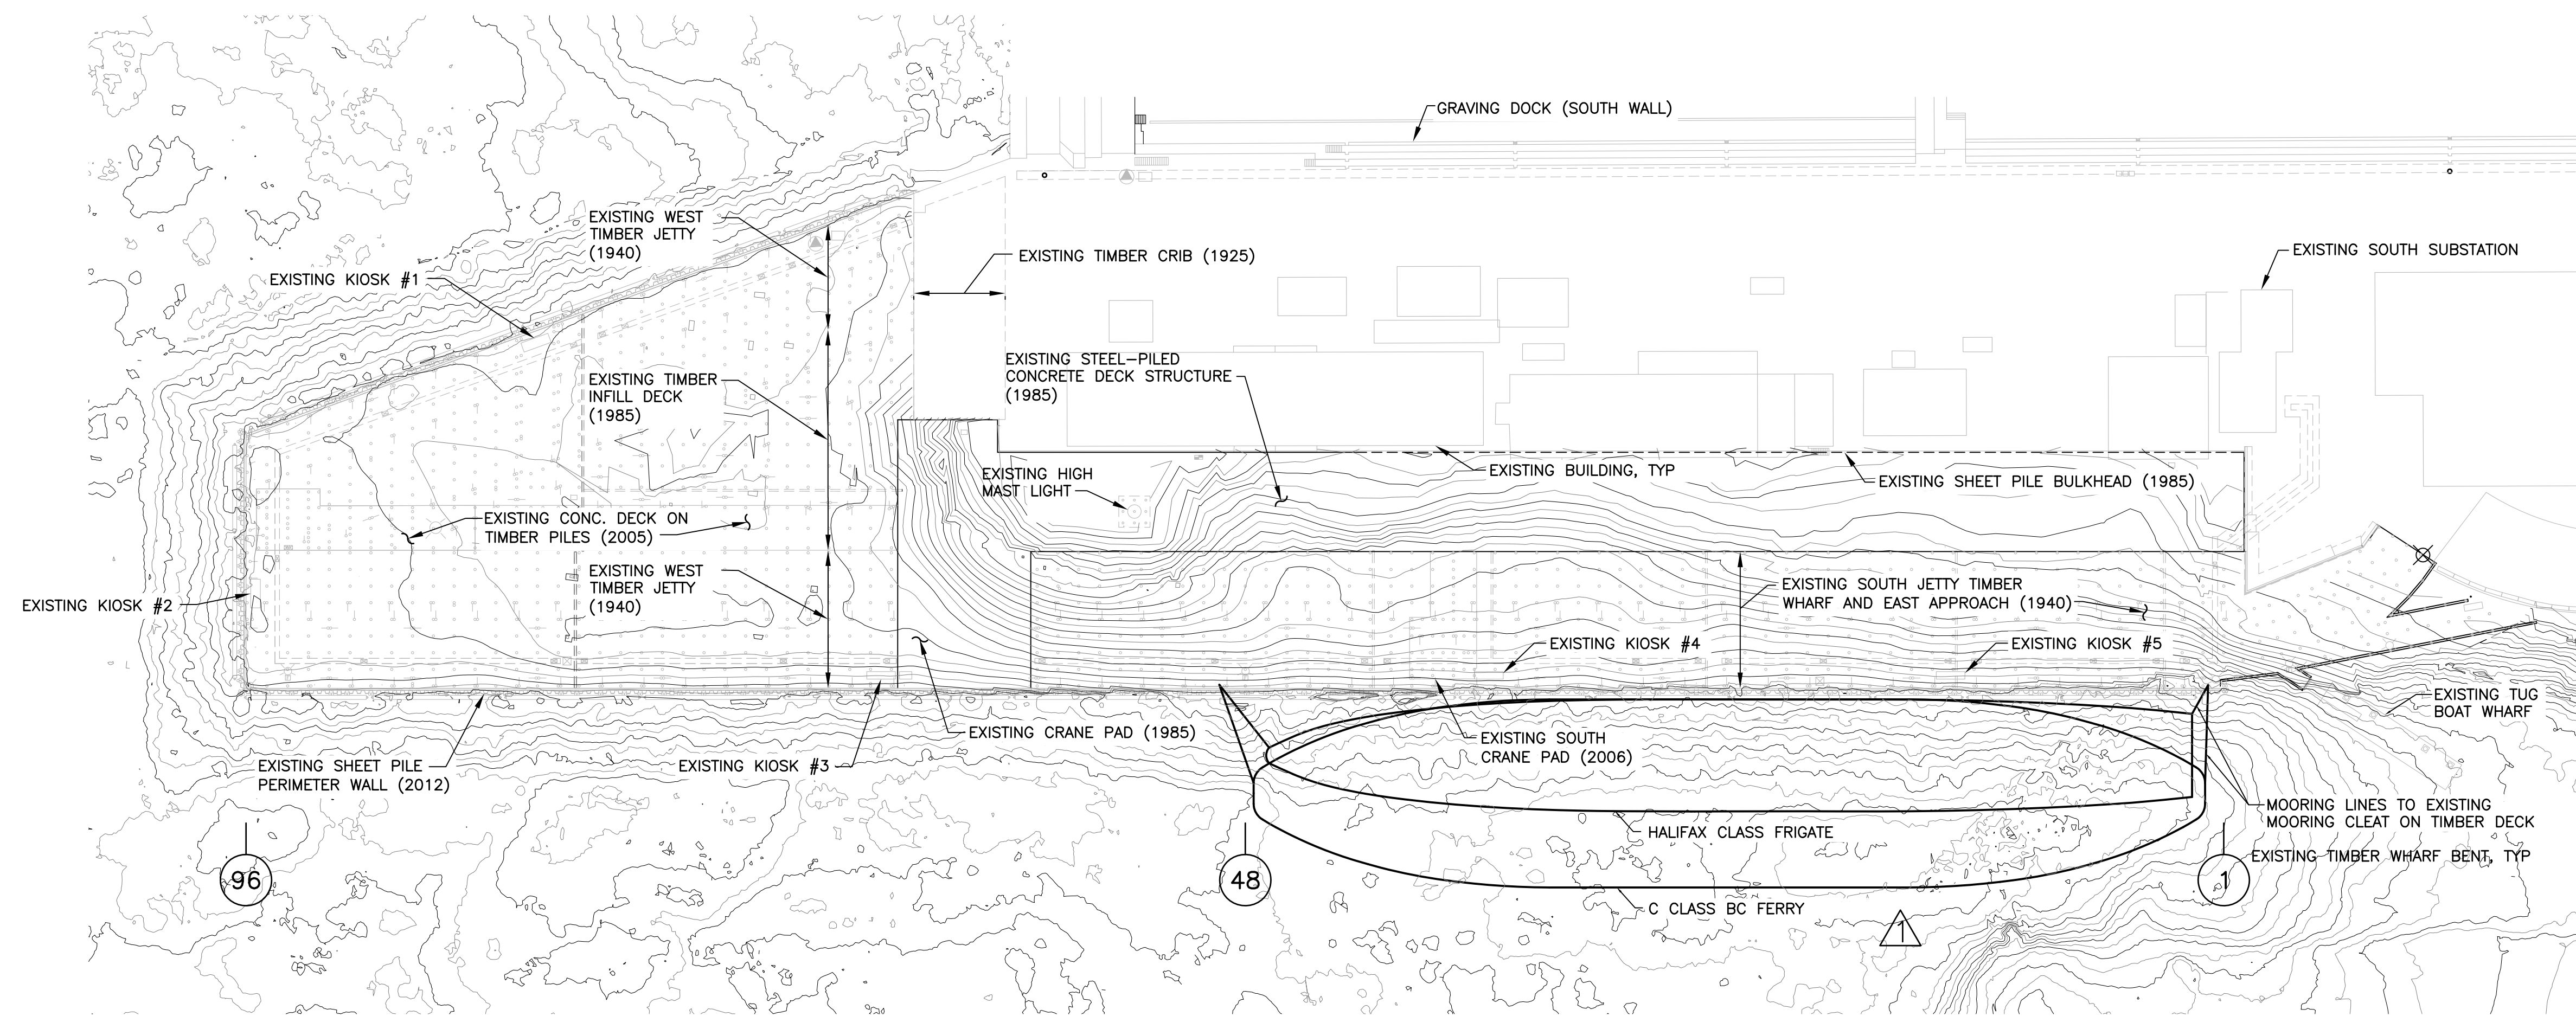 GRAVING DOCK (SOUTH WALL)
EXISTING WEST
TIMBER JETTY
(1940)
EXISTING KIOSK #1
EXISTING TIMBER CRIB (1925)
EXISTING SOUTH SUBSTATION
EXISTING STEEL-PILED
CONCRETE DECK STRUCTURE
(1985)
EXISTING TIMBER
INFILL DECK
(1985)
EXISTING HIGH
MAST LIGHT
EXISTING BUILDING, TYP
EXISTING SHEET PILE BULKHEAD (1985)
EXISTING CONC. DECK ON
TIMBER PILES (2005)
EXISTING WEST
TIMBER JETTY
(1940)
EXISTING KIOSK #2
EXISTING SOUTH JETTY TIMBER
WHARF AND EAST APPROACH (1940)
EXISTING KIOSK #4
EXISTING KIOSK #5
EXISTING TUG
BOAT WHARF
EXISTING CRANE PAD (1985)
EXISTING SOUTH
CRANE PAD (2006)
EXISTING SHEET PILE
PERIMETER WALL (2012)
EXISTING KIOSK #3
MOORING LINES TO EXISTING
MOORING CLEAT ON TIMBER DECK
HALIFAX CLASS FRIGATE
EXISTING TIMBER WHARF BENT, TYP
96
48
1
C CLASS BC FERRY
1